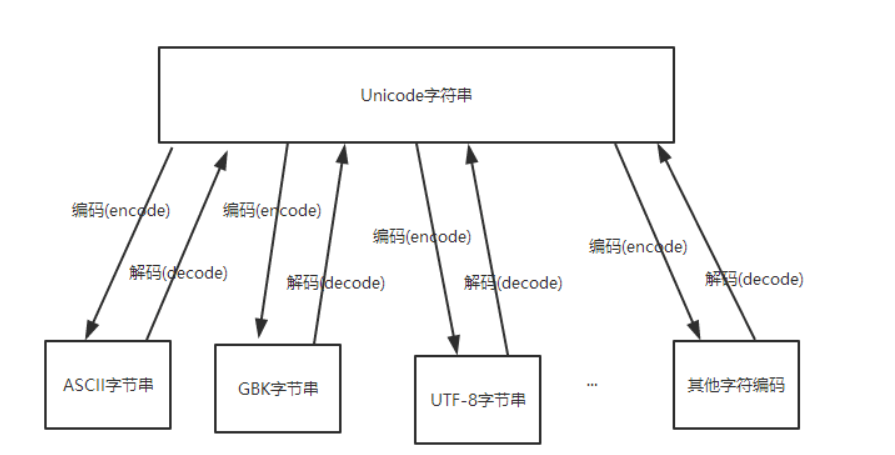 Unicode字符串
编码(encode)
编码(encode)
编码(encode)
编码(encode)
解码(decode)
解码(decode)
解码(decode)
解码(decode)
ASCII字节串
GBK字节串
UTF-8字节串
...
其他字符编码